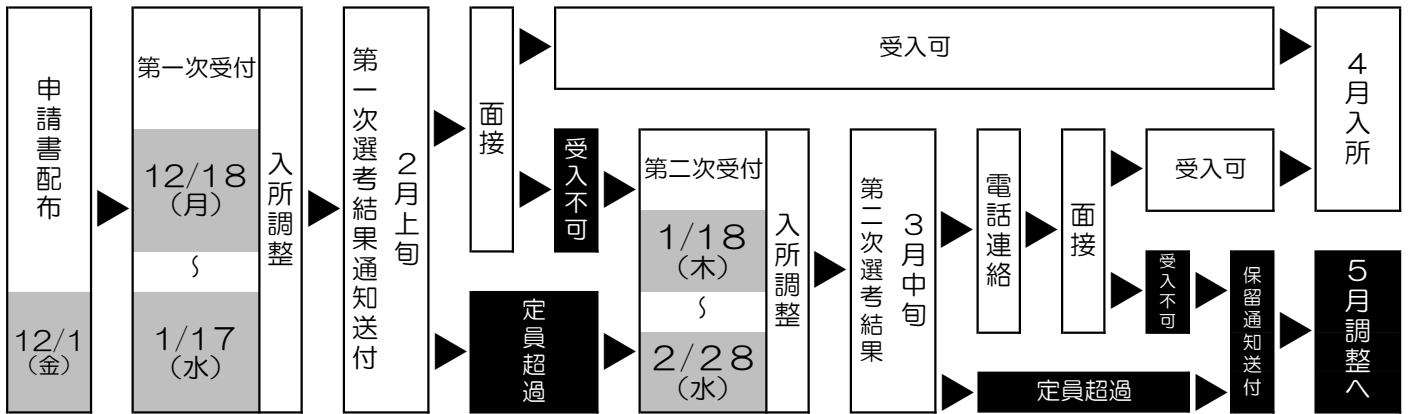 申請書配布
12/1
（金）
第一次受付
12/18
（月）
～
1/17
（水）
入所調整
第一次選考結果通知送付
２月上旬
面接
受入可
受入不可
定員超過
第二次受付
1/18
（木）
～
2/28
（水）
入所調整
第二次選考結果
３月中旬
電話連絡
面接
受入可
受入不可
定員超過
保留通知送付
４月入所
５月調整へ